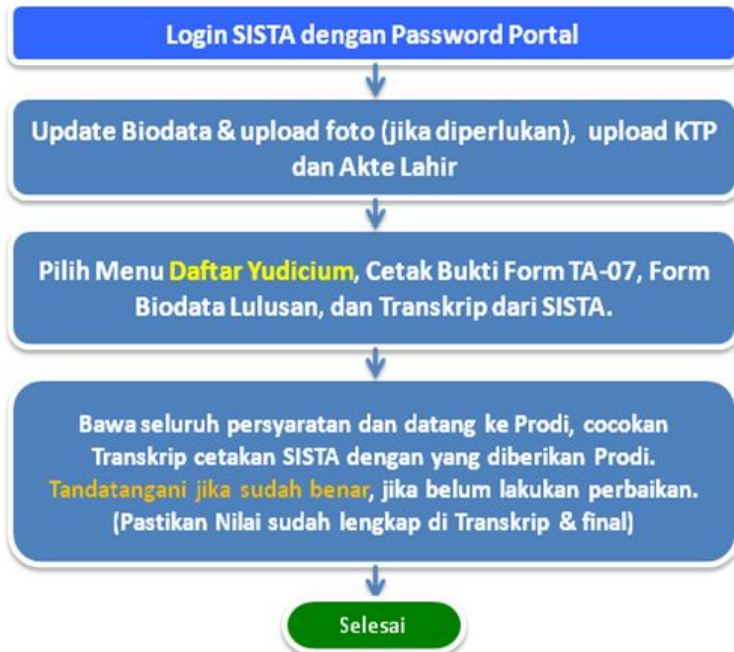 Login SISTA dengan Password Portal
Update Biodata & upload foto (jika diperlukan), upload KTP
dan Akte Lahir
Pilih Menu Daftar Yudicium, Cetak Bukti Form TA-07, Form
Biodata Lulusan, dan Transkrip dari SISTA.
Bawa seluruh persyaratan dan datang ke Prodi, cocokan
Transkrip cetakan SISTA dengan yang diberikan Prodi.
Tandatangani jika sudah benar, jika belum lakukan perbaikan.
(Pastikan Nilai sudah lengkap di Transkrip & final)
Selesai